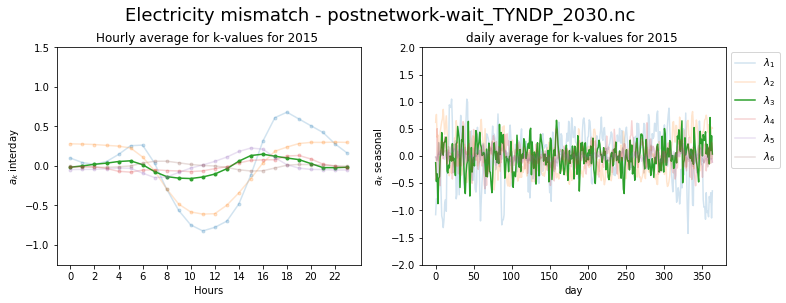 Electricity mismatch - postnetwork-wait_TYNDP_2030.nc
Hourly average for k-values for 2015
1.5
1.0
0.5
0.0
−0.5
−1.0
a_k interday
0 2 4 6 8 10 12 14 16 18 20 22
Hours
daily average for k-values for 2015
2.0
1.5
1.0
0.5
0.0
−0.5
−1.0
−1.5
−2.0
a_k seasonal
0 50 100 150 200 250 300 350
day
λ₁
λ₂
λ₃
λ₄
λ₅
λ₆